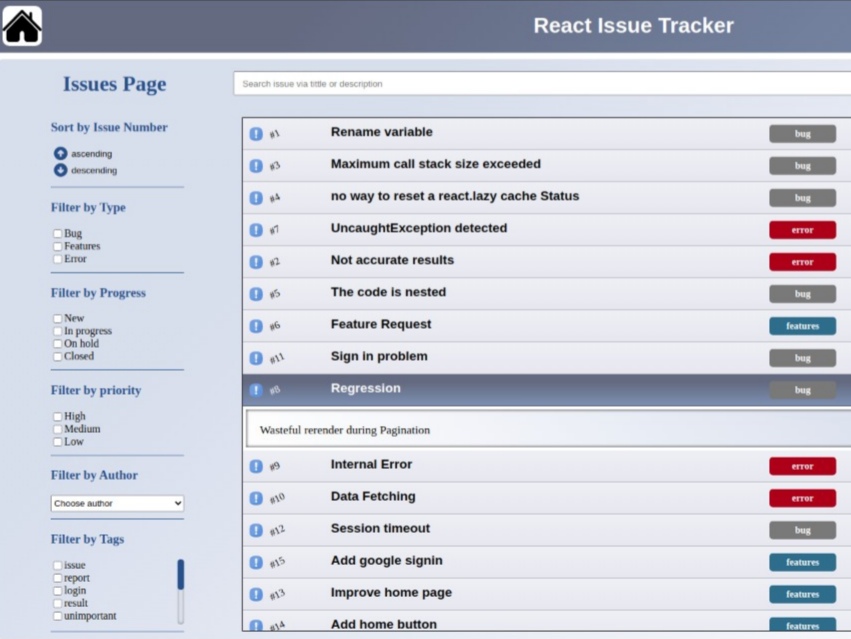 React Issue Tracker
Issues Page
Search issue via tittle or description
Sort by Issue Number
ascending
descending
Filter by Type
Bug
Features
Error
Filter by Progress
New
In progress
On hold
Closed
Filter by priority
High
Medium
Low
Filter by Author
Choose author
Filter by Tags
issue
report
login
result
unimportant
#1 Rename variable bug
#3 Maximum call stack size exceeded bug
#4 no way to reset a react.lazy cache Status bug
#7 UncaughtException detected error
#2 Not accurate results error
#5 The code is nested bug
#6 Feature Request features
#11 Sign in problem bug
#8 Regression bug
Wasteful rerender during Pagination
#9 Internal Error error
#10 Data Fetching error
#12 Session timeout bug
#15 Add google signin features
#13 Improve home page features
#14 Add home button features